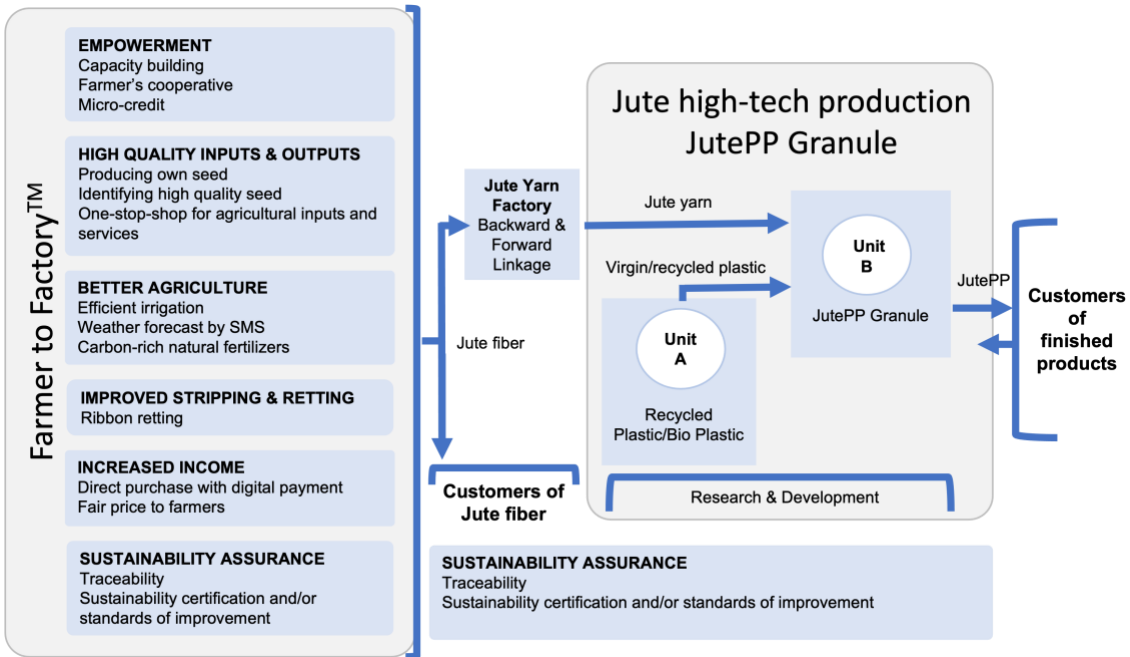 Farmer to Factory™
EMPOWERMENT
Capacity building
Farmer’s cooperative
Micro-credit
HIGH QUALITY INPUTS & OUTPUTS
Producing own seed
Identifying high quality seed
One-stop-shop for agricultural inputs and
services
BETTER AGRICULTURE
Efficient irrigation
Weather forecast by SMS
Carbon-rich natural fertilizers
IMPROVED STRIPPING & RETTING
Ribbon retting
INCREASED INCOME
Direct purchase with digital payment
Fair price to farmers
SUSTAINABILITY ASSURANCE
Traceability
Sustainability certification and/or
standards of improvement
Jute fiber
Jute Yarn
Factory
Backward &
Forward
Linkage
Customers of
Jute fiber
Jute high-tech production
JutePP Granule
Jute yarn
Virgin/recycled plastic
Unit
A
Recycled
Plastic/Bio Plastic
Unit
B
JutePP Granule
Research & Development
JutePP
Customers
of
finished
products
SUSTAINABILITY ASSURANCE
Traceability
Sustainability certification and/or standards of improvement